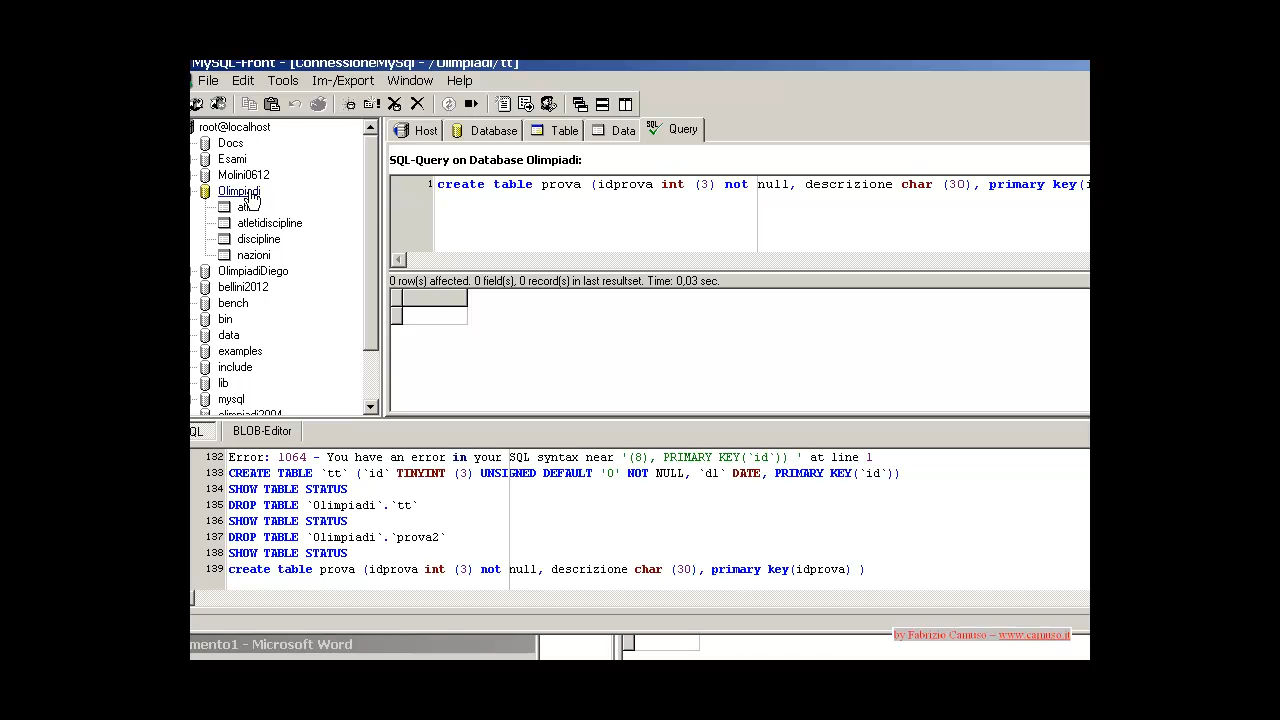 MySQL-Front - [ConnessioneMySql - /Olimpiadi/tt]
File Edit Tools Im-/Export Window Help
root@localhost
Docs
Esami
Molini0612
Olimpiadi
atletidiscipline
discipline
nazioni
OlimpiadiDiego
bellini2012
bench
bin
data
examples
include
lib
mysql
olimpiadi2004
Host Database Table Data SQL Query
SQL-Query on Database Olimpiadi:
1 create table prova (idprova int (3) not null, descrizione char (30), primary key(i
0 row(s) affected. 0 field(s), 0 record(s) in last resultset. Time: 0,03 sec.
QL BLOB-Editor
132 Error: 1064 - You have an error in your SQL syntax near '(8), PRIMARY KEY(`id`)) ' at line 1
133 CREATE TABLE `tt` (`id` TINYINT (3) UNSIGNED DEFAULT '0' NOT NULL, `d1` DATE, PRIMARY KEY(`id`))
134 SHOW TABLE STATUS
135 DROP TABLE `Olimpiadi`.`tt`
136 SHOW TABLE STATUS
137 DROP TABLE `Olimpiadi`.`prova2`
138 SHOW TABLE STATUS
139 create table prova (idprova int (3) not null, descrizione char (30), primary key(idprova) )
by Fabrizio Camuso – www.camuso.it
mento1 - Microsoft Word